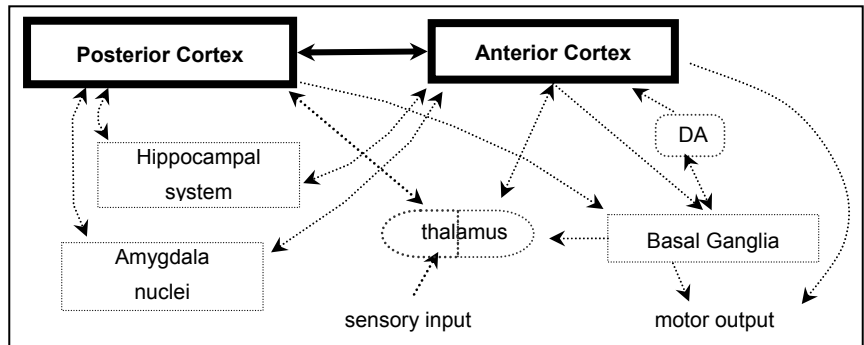 Posterior Cortex
Anterior Cortex
DA
Hippocampal
system
thalamus
Basal Ganglia
Amygdala
nuclei
sensory input
motor output